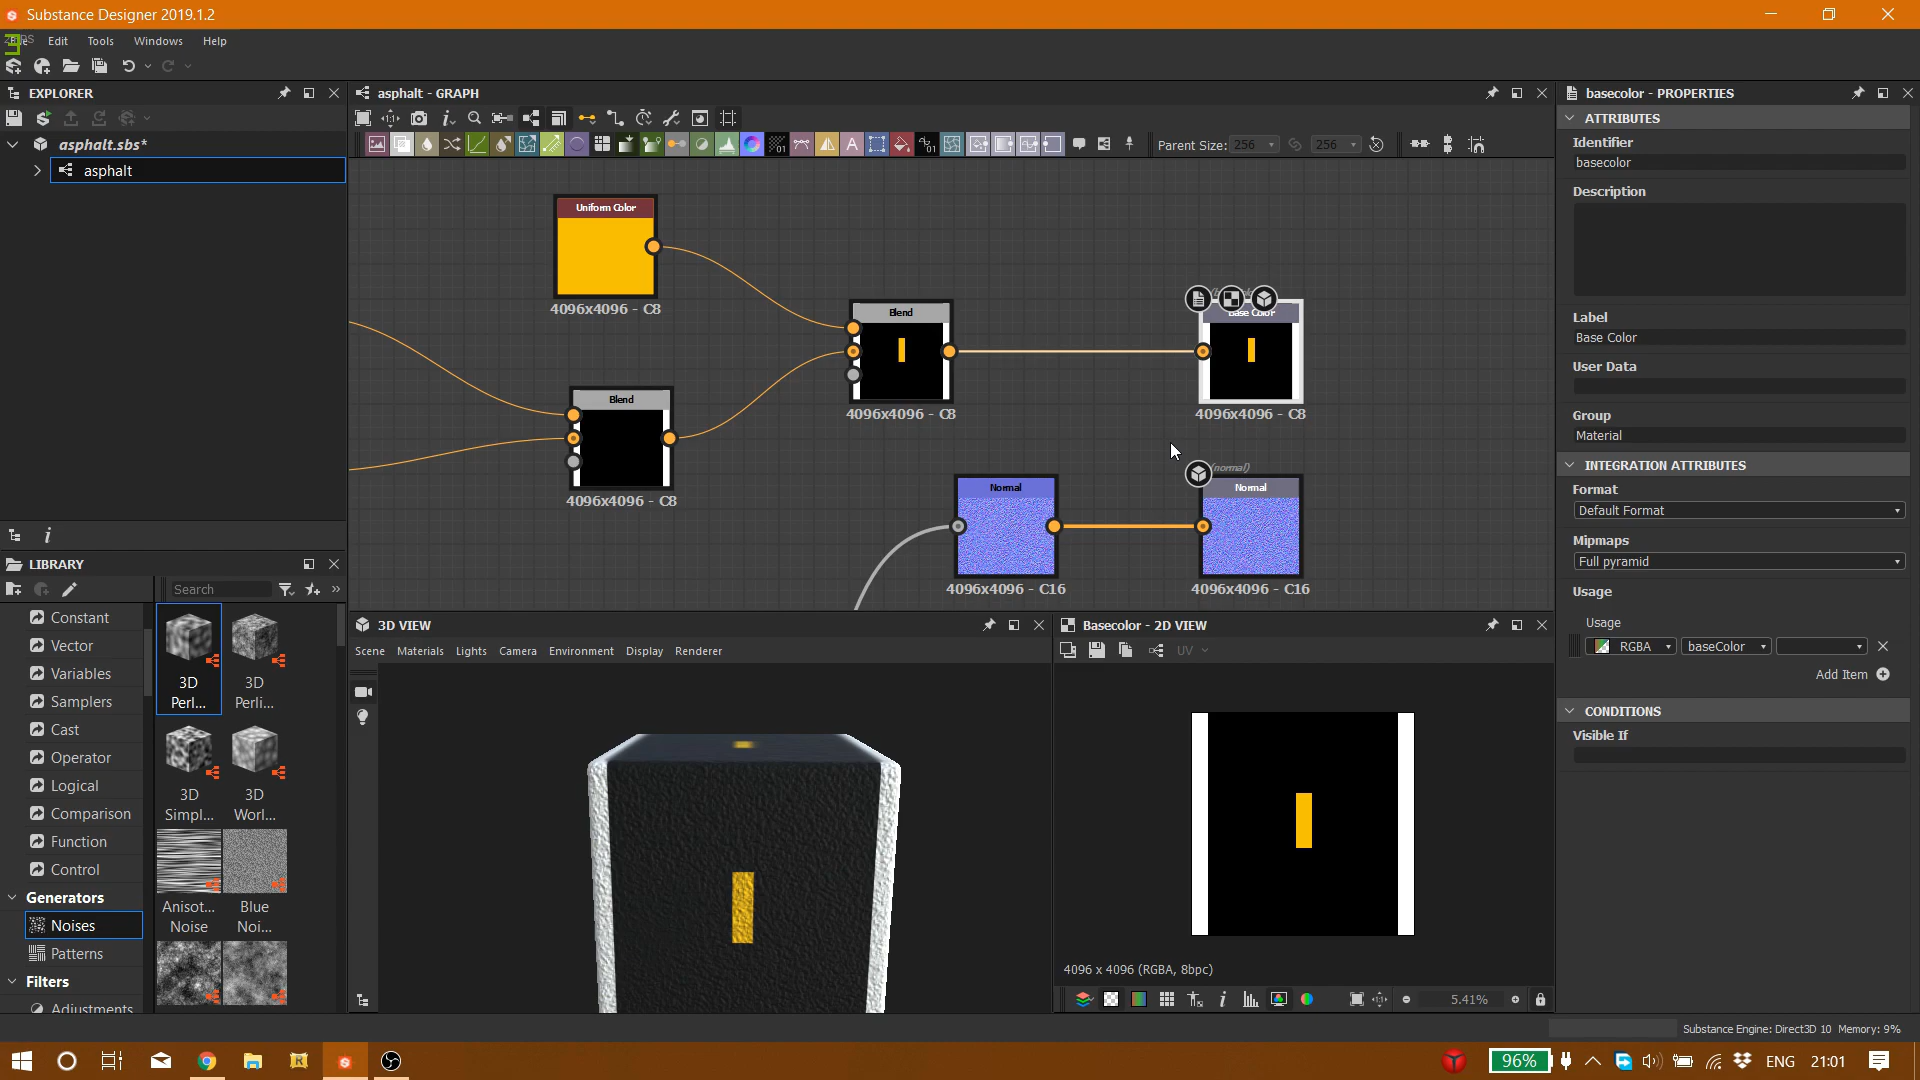 Substance Designer 2019.1.2
Edit Tools Windows Help
EXPLORER
asphalt.sbs*
asphalt
LIBRARY
Search
Constant
Vector
Variables
Samplers
Cast
Operator
Logical
Comparison
Function
Control
Generators
Noises
Patterns
Filters
Adjustments
3D
Perl...
3D
Perli...
3D
Simpl...
3D
Worl...
Anisot...
Noise
Blue
Noi...
asphalt - GRAPH
Parent Size: 256 256
Uniform Color
4096x4096 - C8
Blend
4096x4096 - C8
Blend
4096x4096 - C8
Base Color
4096x4096 - C8
Normal
4096x4096 - C16
(normal)
Normal
4096x4096 - C16
3D VIEW
Scene Materials Lights Camera Environment Display Renderer
Basecolor - 2D VIEW
UV
4096 x 4096 (RGBA, 8bpc)
5.41%
basecolor - PROPERTIES
ATTRIBUTES
Identifier
basecolor
Description
Label
Base Color
User Data
Group
Material
INTEGRATION ATTRIBUTES
Format
Default Format
Mipmaps
Full pyramid
Usage
Usage
RGBA baseColor
Add Item
CONDITIONS
Visible If
Substance Engine: Direct3D 10 Memory: 9%
96% ENG 21:01